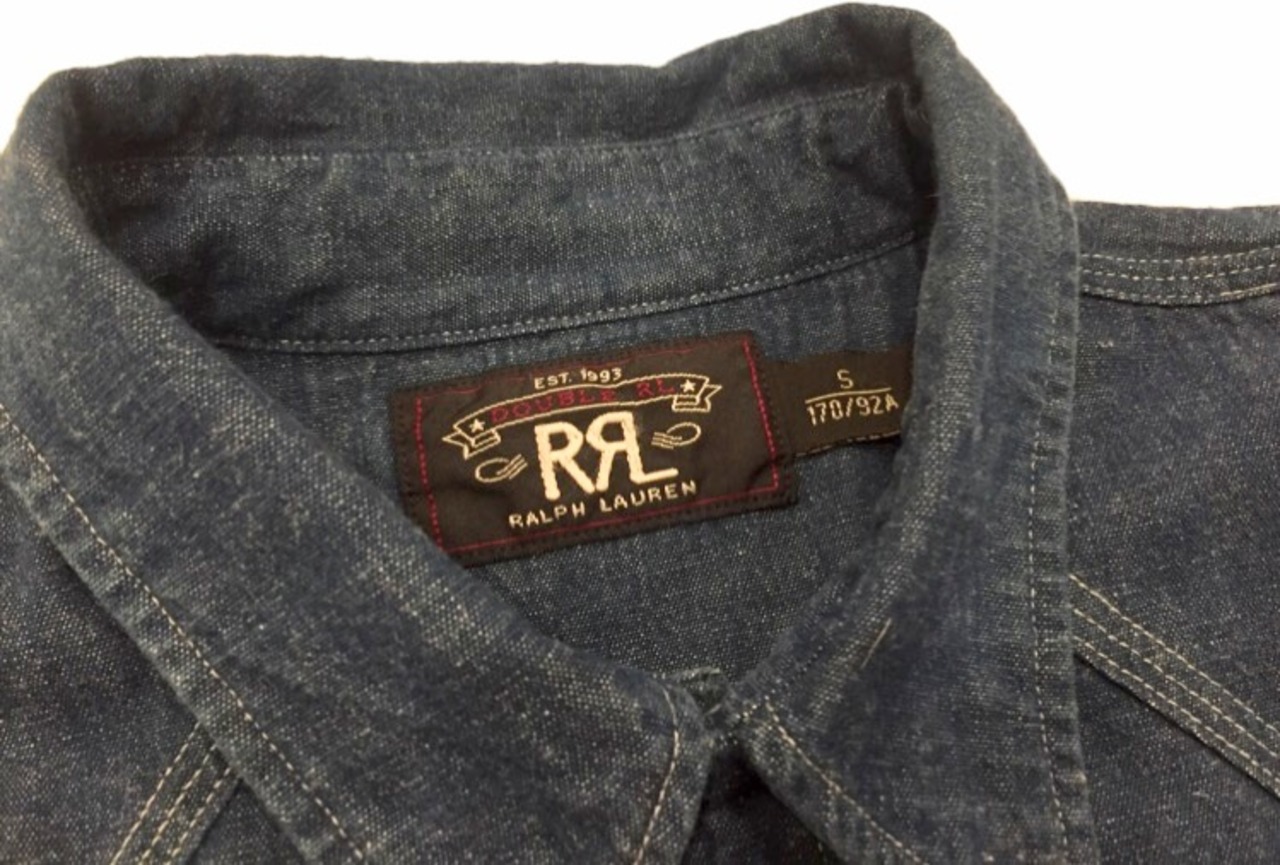 EST. 1993
DOUBLE RL
RRL
RALPH LAUREN
S
170/92A